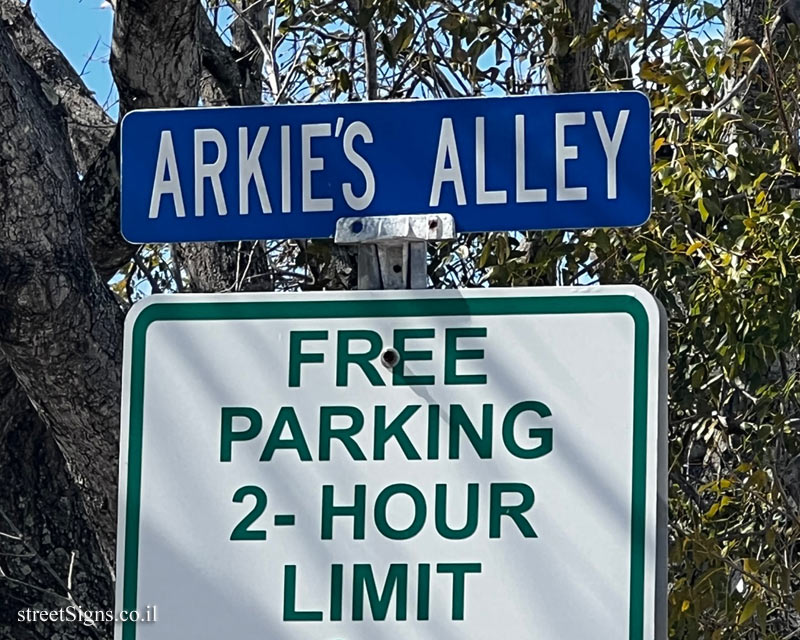 ARKIE'S ALLEY
FREE
PARKING
2- HOUR
LIMIT
streetSigns.co.il